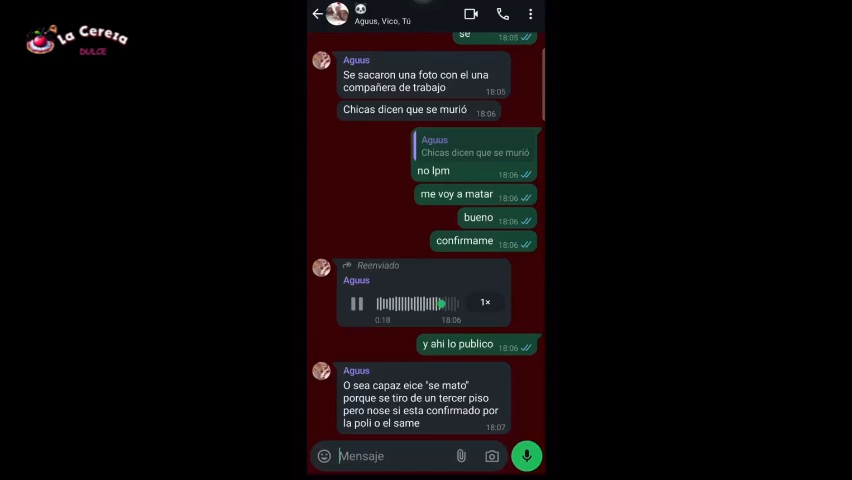 La Cereza
DULCE
Aguus, Vico, Tú
se
18:05
Aguus
Se sacaron una foto con el una
compañera de trabajo
18:05
Chicas dicen que se murió
18:06
Aguus
Chicas dicen que se murió
no lpm
18:06
me voy a matar
18:06
bueno
18:06
confirmame
18:06
Reenviado
Aguus
1×
0:18
18:06
y ahi lo publico
18:06
Aguus
O sea capaz eice "se mato"
porque se tiro de un tercer piso
pero nose si esta confirmado por
la poli o el same
18:07
Mensaje